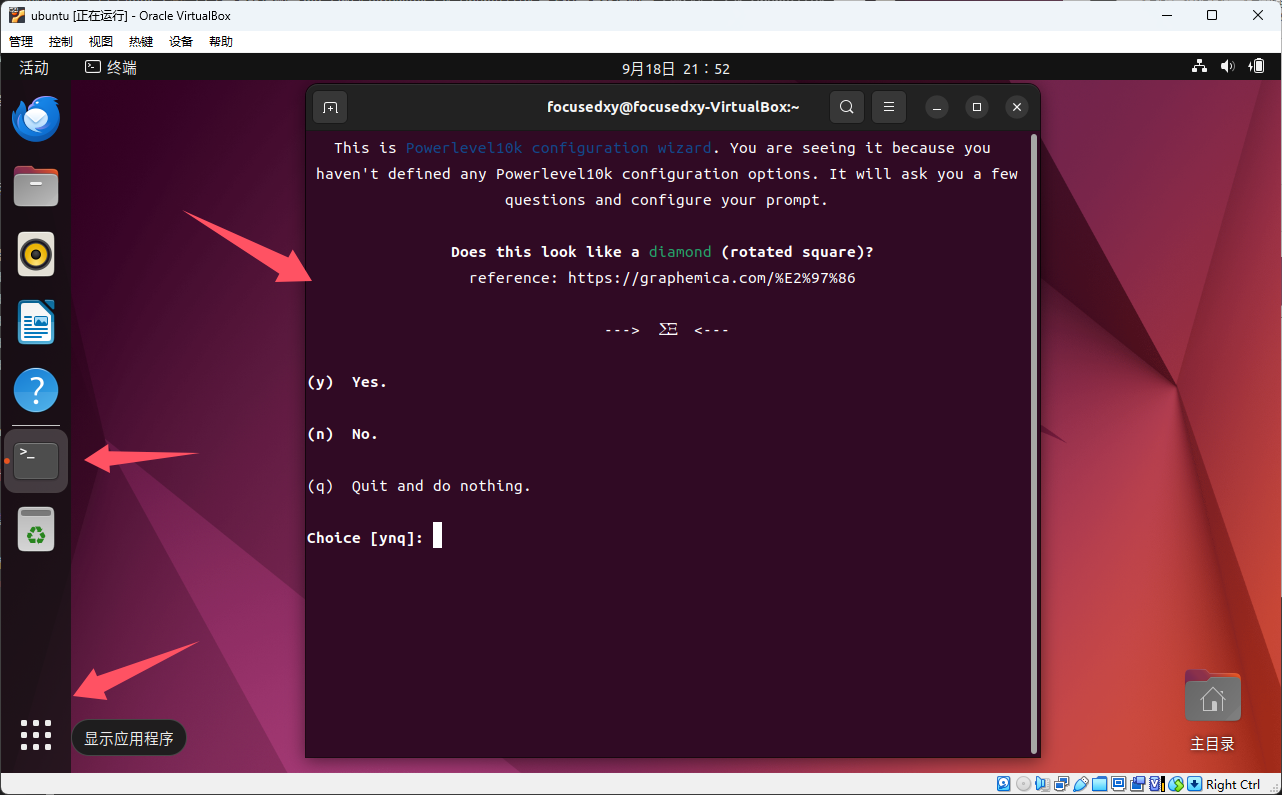 ubuntu [正在运行] - Oracle VirtualBox
管理 控制 视图 热键 设备 帮助
活动 终端 9月18日 21：52
focusedxy@focusedxy-VirtualBox:~
This is Powerlevel10k configuration wizard. You are seeing it because you
haven't defined any Powerlevel10k configuration options. It will ask you a few
questions and configure your prompt.
Does this look like a diamond (rotated square)?
reference: https://graphemica.com/%E2%97%86
---> <---
(y) Yes.
(n) No.
(q) Quit and do nothing.
Choice [ynq]:
显示应用程序
主目录
Right Ctrl